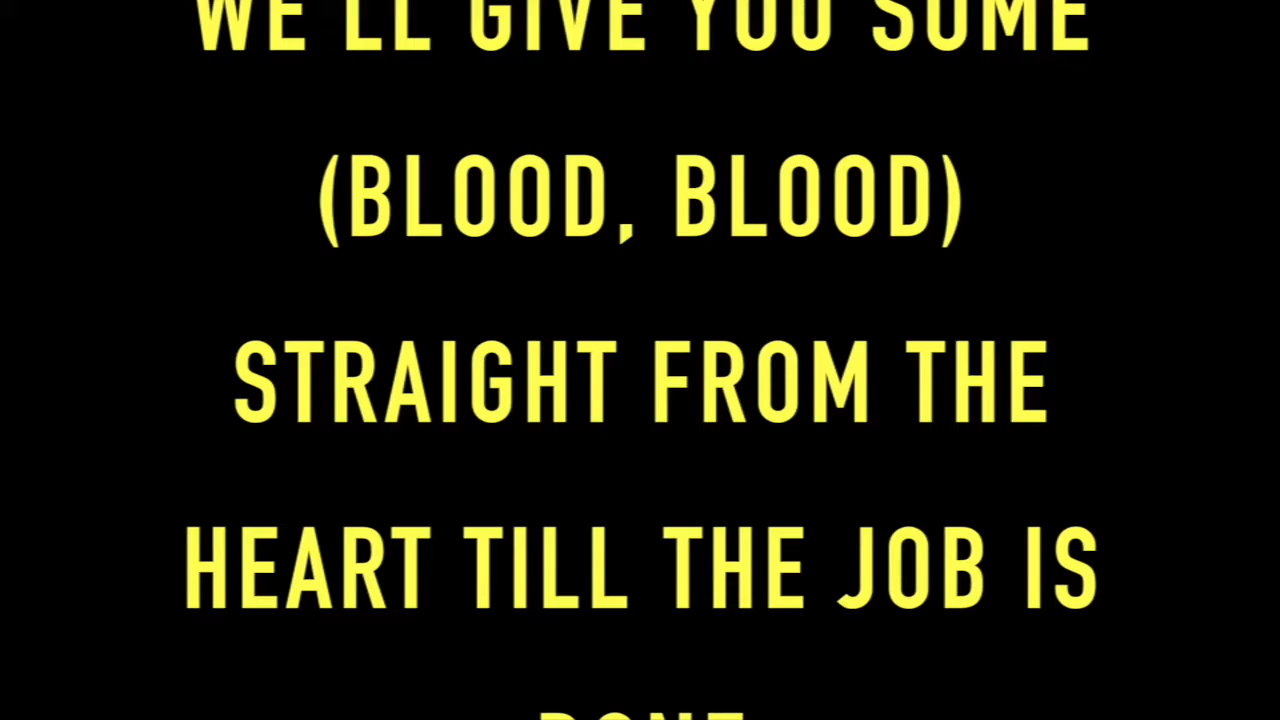 WE'LL GIVE YOU SOME
(BLOOD, BLOOD)
STRAIGHT FROM THE
HEART TILL THE JOB IS
DONE